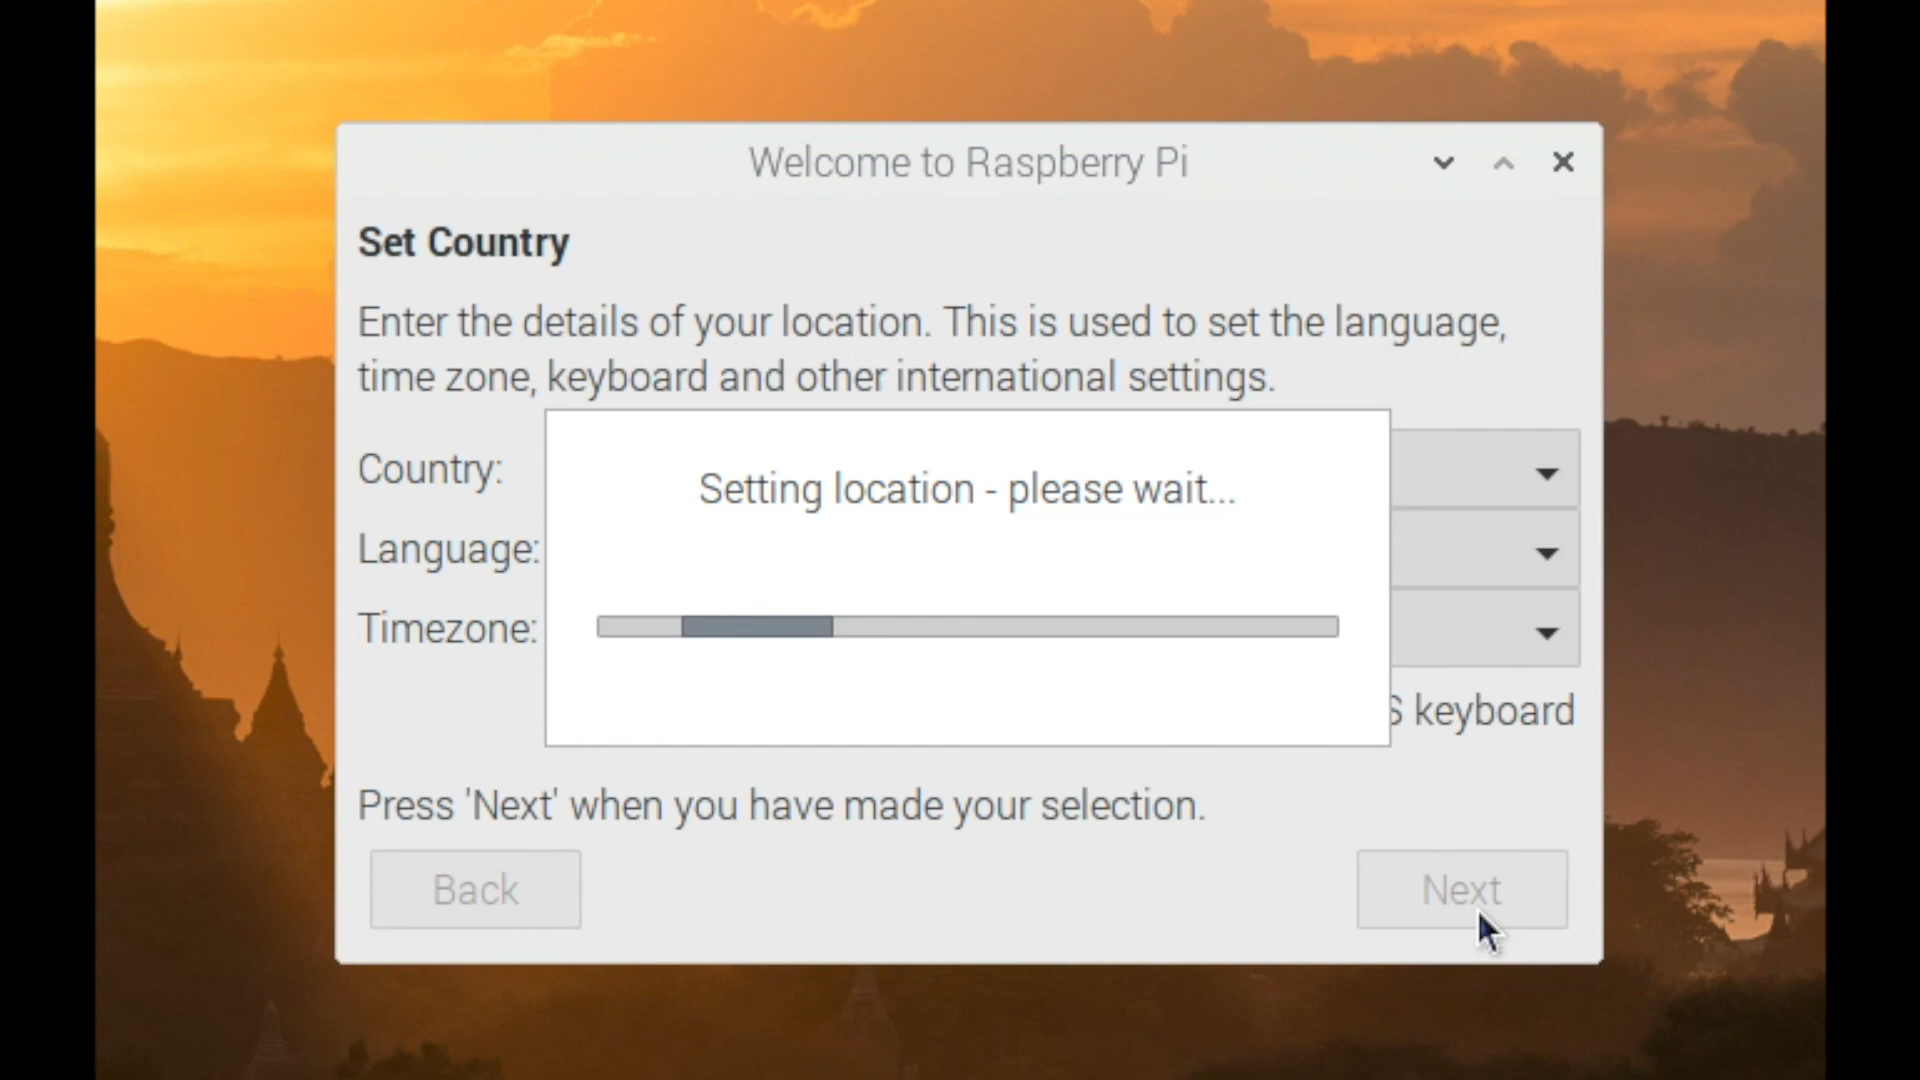 Welcome to Raspberry Pi
Set Country
Enter the details of your location. This is used to set the language,
time zone, keyboard and other international settings.
Country:
Setting location - please wait...
Language:
Timezone:
keyboard
Press 'Next' when you have made your selection.
Back
Next